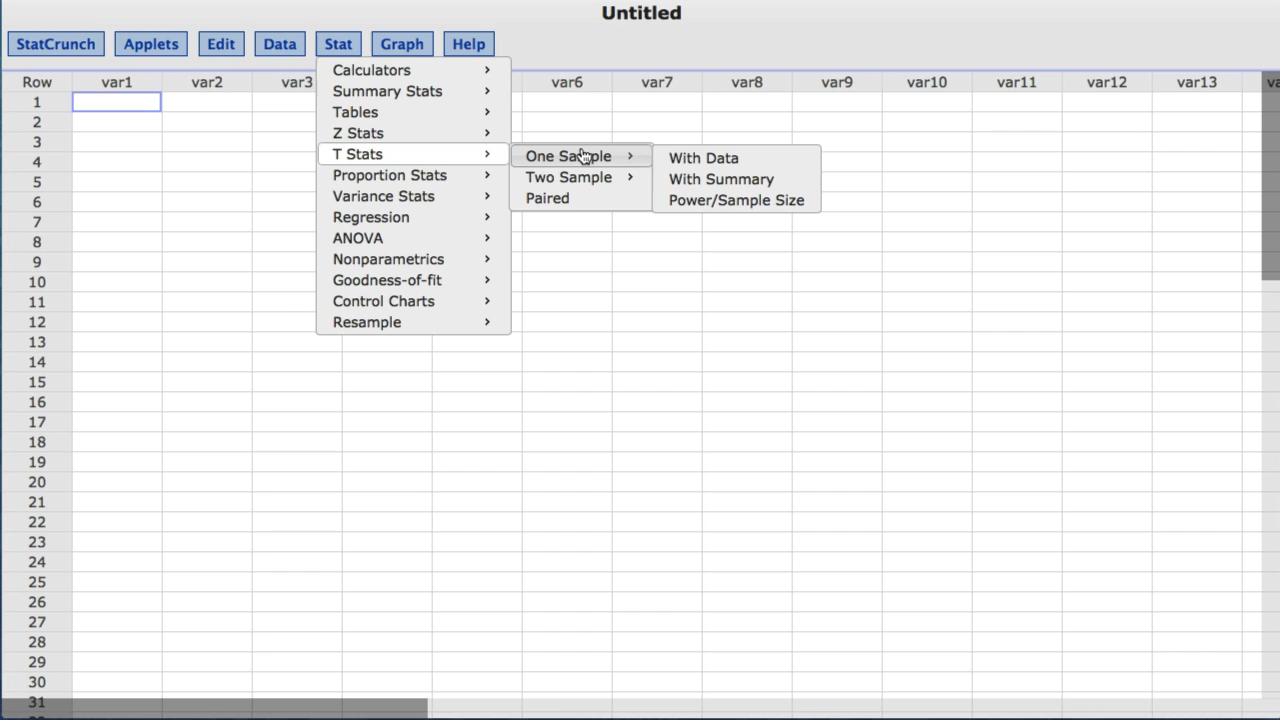 Untitled
StatCrunch Applets Edit Data Stat Graph Help
Row var1 var2 var3 var6 var7 var8 var9 var10 var11 var12 var13
Calculators ›
Summary Stats ›
Tables ›
Z Stats ›
T Stats ›
Proportion Stats ›
Variance Stats ›
Regression ›
ANOVA ›
Nonparametrics ›
Goodness-of-fit ›
Control Charts ›
Resample ›
One Sample ›
Two Sample ›
Paired
With Data
With Summary
Power/Sample Size
1
2
3
4
5
6
7
8
9
10
11
12
13
14
15
16
17
18
19
20
21
22
23
24
25
26
27
28
29
30
31